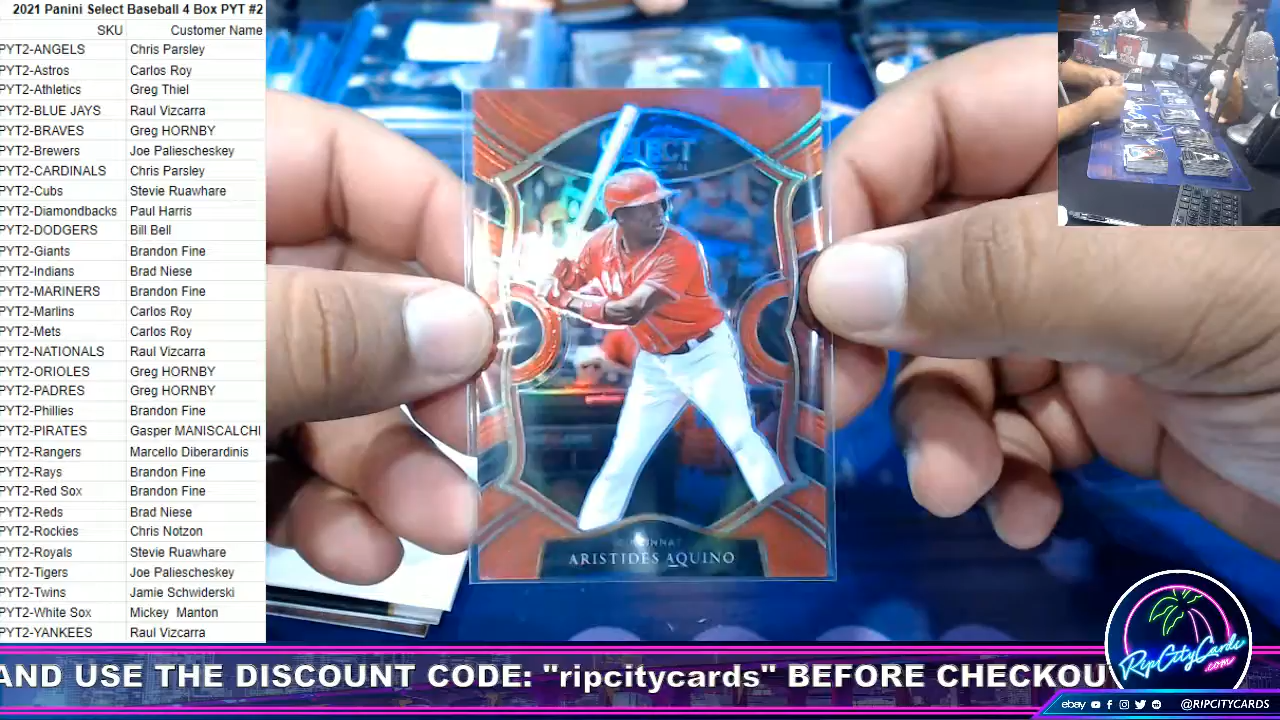 2021 Panini Select Baseball 4 Box PYT #2
SKU Customer Name
PYT2-ANGELS Chris Parsley
PYT2-Astros Carlos Roy
PYT2-Athletics Greg Thiel
PYT2-BLUE JAYS Raul Vizcarra
PYT2-BRAVES Greg HORNBY
PYT2-Brewers Joe Paliescheskey
PYT2-CARDINALS Chris Parsley
PYT2-Cubs Stevie Ruawhare
PYT2-Diamondbacks Paul Harris
PYT2-DODGERS Bill Bell
PYT2-Giants Brandon Fine
PYT2-Indians Brad Niese
PYT2-MARINERS Brandon Fine
PYT2-Marlins Carlos Roy
PYT2-Mets Carlos Roy
PYT2-NATIONALS Raul Vizcarra
PYT2-ORIOLES Greg HORNBY
PYT2-PADRES Greg HORNBY
PYT2-Phillies Brandon Fine
PYT2-PIRATES Gasper MANISCALCHI
PYT2-Rangers Marcello Diberardinis
PYT2-Rays Brandon Fine
PYT2-Red Sox Brandon Fine
PYT2-Reds Brad Niese
PYT2-Rockies Chris Notzon
PYT2-Royals Stevie Ruawhare
PYT2-Tigers Joe Paliescheskey
PYT2-Twins Jamie Schwiderski
PYT2-White Sox Mickey Manton
PYT2-YANKEES Raul Vizcarra
SELECT
ARISTIDES AQUINO
AND USE THE DISCOUNT CODE: "ripcitycards" BEFORE CHECKOU
RipCityCards
.com
ebay @RIPCITYCARDS